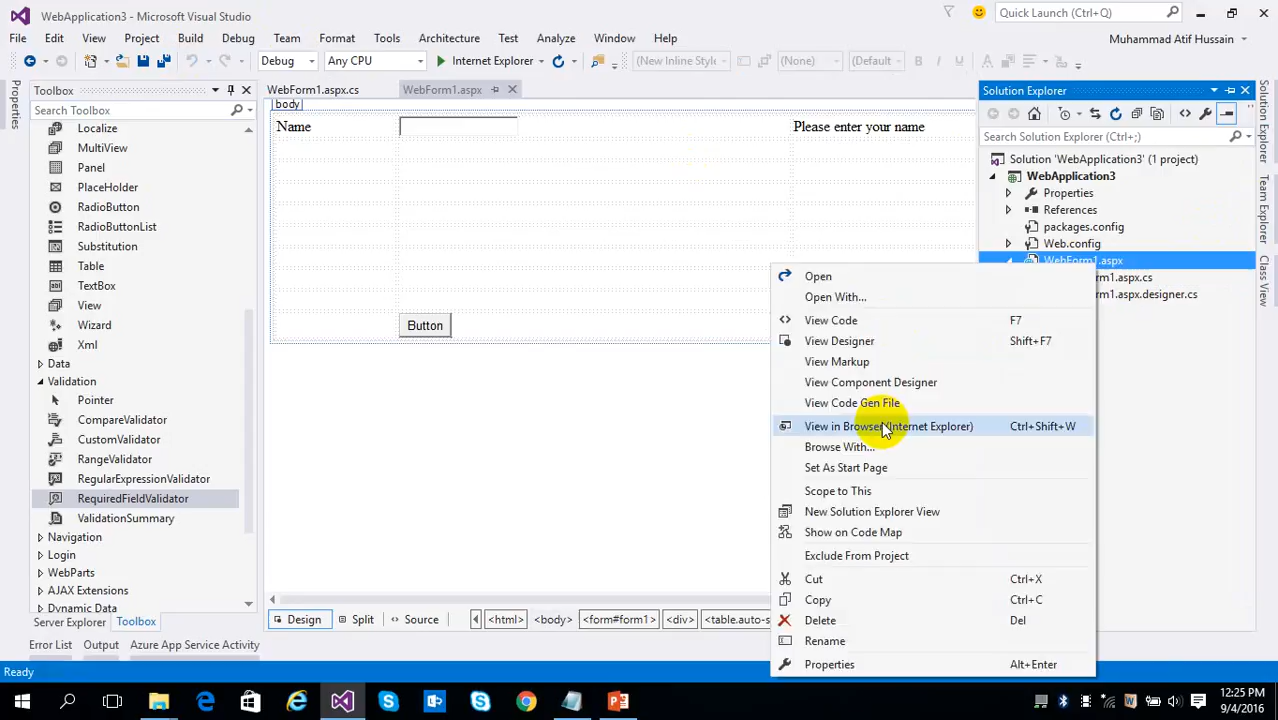 WebApplication3 - Microsoft Visual Studio
Quick Launch (Ctrl+Q)
File Edit View Project Build Debug Team Format Tools Architecture Test Analyze Window Help
Muhammad Atif Hussain
Debug Any CPU Internet Explorer (New Inline Style (None) (Default
Properties
Toolbox
Search Toolbox
Localize
MultiView
Panel
PlaceHolder
RadioButton
RadioButtonList
Substitution
Table
TextBox
View
Wizard
Xml
Data
Validation
Pointer
CompareValidator
CustomValidator
RangeValidator
RegularExpressionValidator
RequiredFieldValidator
ValidationSummary
Navigation
Login
WebParts
AJAX Extensions
Dynamic Data
Server Explorer Toolbox
WebForm1.aspx.cs WebForm1.aspx
body
Name
Please enter your name
Button
Design Split Source <html> <body> <form#form1> <div> <table.auto-s
Solution Explorer
Search Solution Explorer (Ctrl+;)
Solution 'WebApplication3' (1 project)
WebApplication3
Properties
References
packages.config
Web.config
WebForm1.aspx
rm1.aspx.cs
rm1.aspx.designer.cs
Solution Explorer
Team Explorer
Class View
Open
Open With...
View Code F7
View Designer Shift+F7
View Markup
View Component Designer
View Code Gen File
View in Browser (Internet Explorer) Ctrl+Shift+W
Browse With...
Set As Start Page
Scope to This
New Solution Explorer View
Show on Code Map
Exclude From Project
Cut Ctrl+X
Copy Ctrl+C
Delete Del
Rename
Properties Alt+Enter
Error List Output Azure App Service Activity
Ready
12:25 PM
9/4/2016